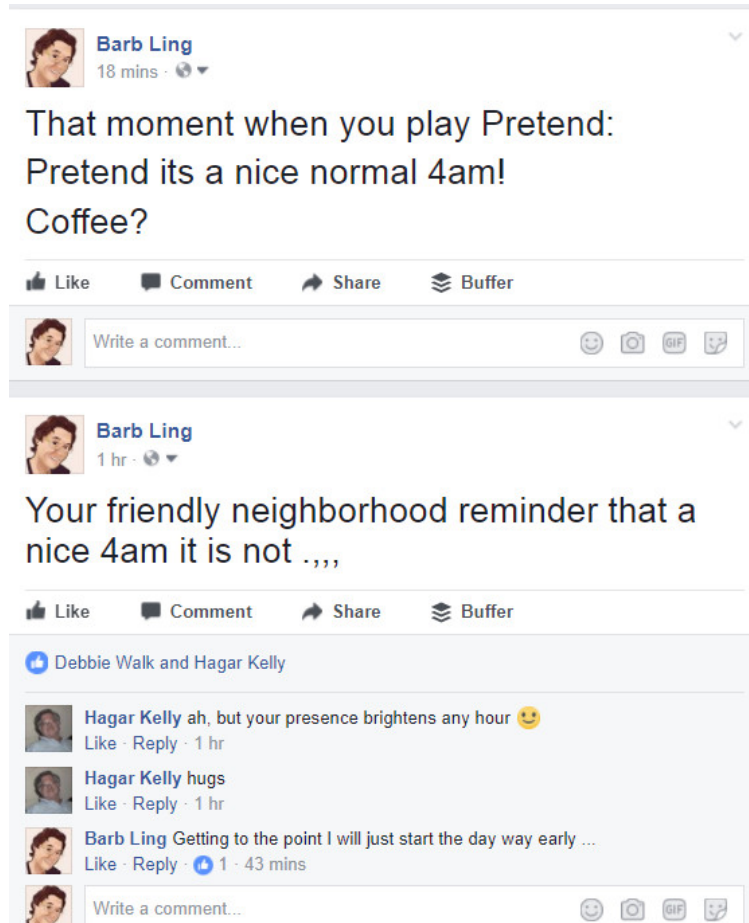 Barb Ling
18 mins ·
That moment when you play Pretend:
Pretend its a nice normal 4am!
Coffee?
Like Comment Share Buffer
Write a comment... GIF
Barb Ling
1 hr ·
Your friendly neighborhood reminder that a
nice 4am it is not .,,,
Like Comment Share Buffer
Debbie Walk and Hagar Kelly
Hagar Kelly ah, but your presence brightens any hour 🙂
Like · Reply · 1 hr
Hagar Kelly hugs
Like · Reply · 1 hr
Barb Ling Getting to the point I will just start the day way early ...
Like · Reply · 1 · 43 mins
Write a comment... GIF